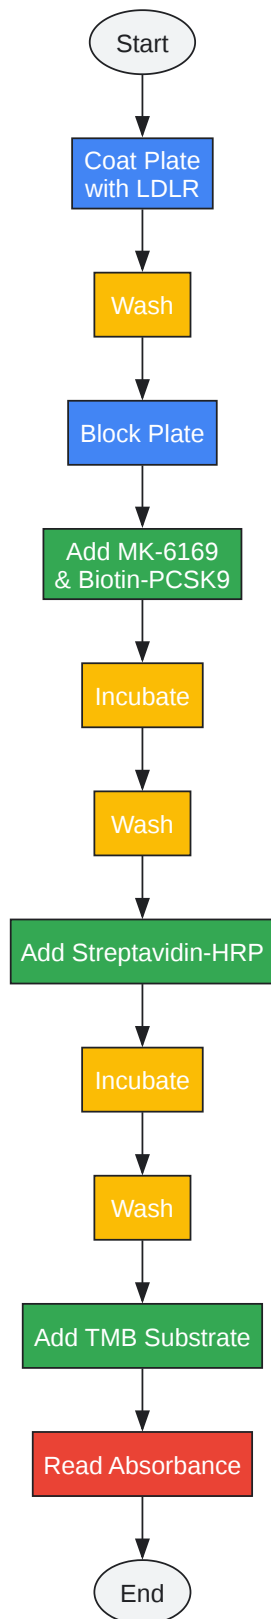 Start
Coat Plate
with LDLR
Wash
Block Plate
Add MK-6169
& Biotin-PCSK9
Incubate
Wash
Add Streptavidin-HRP
Incubate
Wash
Add TMB Substrate
Read Absorbance
End